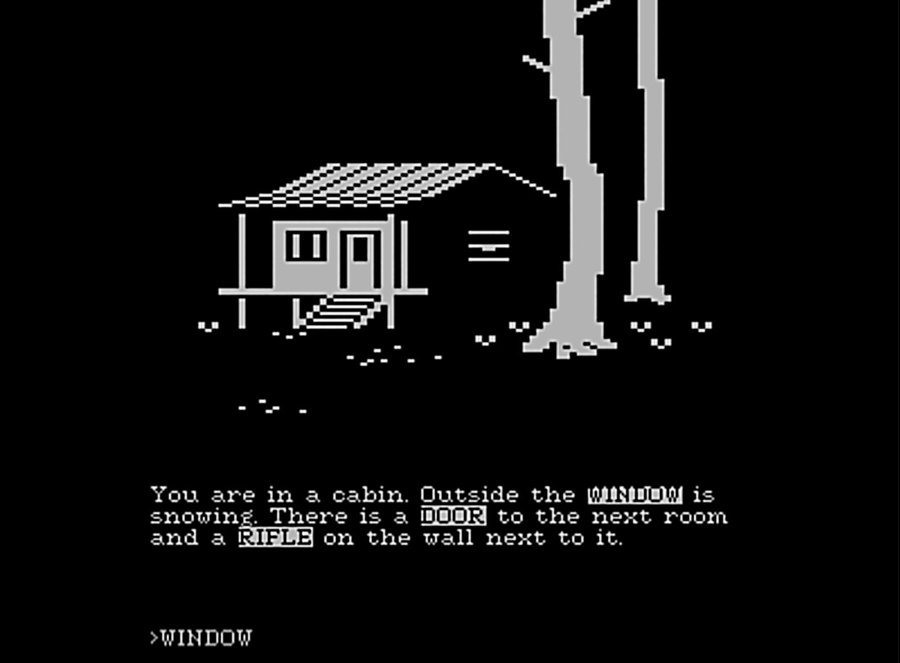 You are in a cabin. Outside the WINDOW is
snowing. There is a DOOR to the next room
and a RIFLE on the wall next to it.
>WINDOW